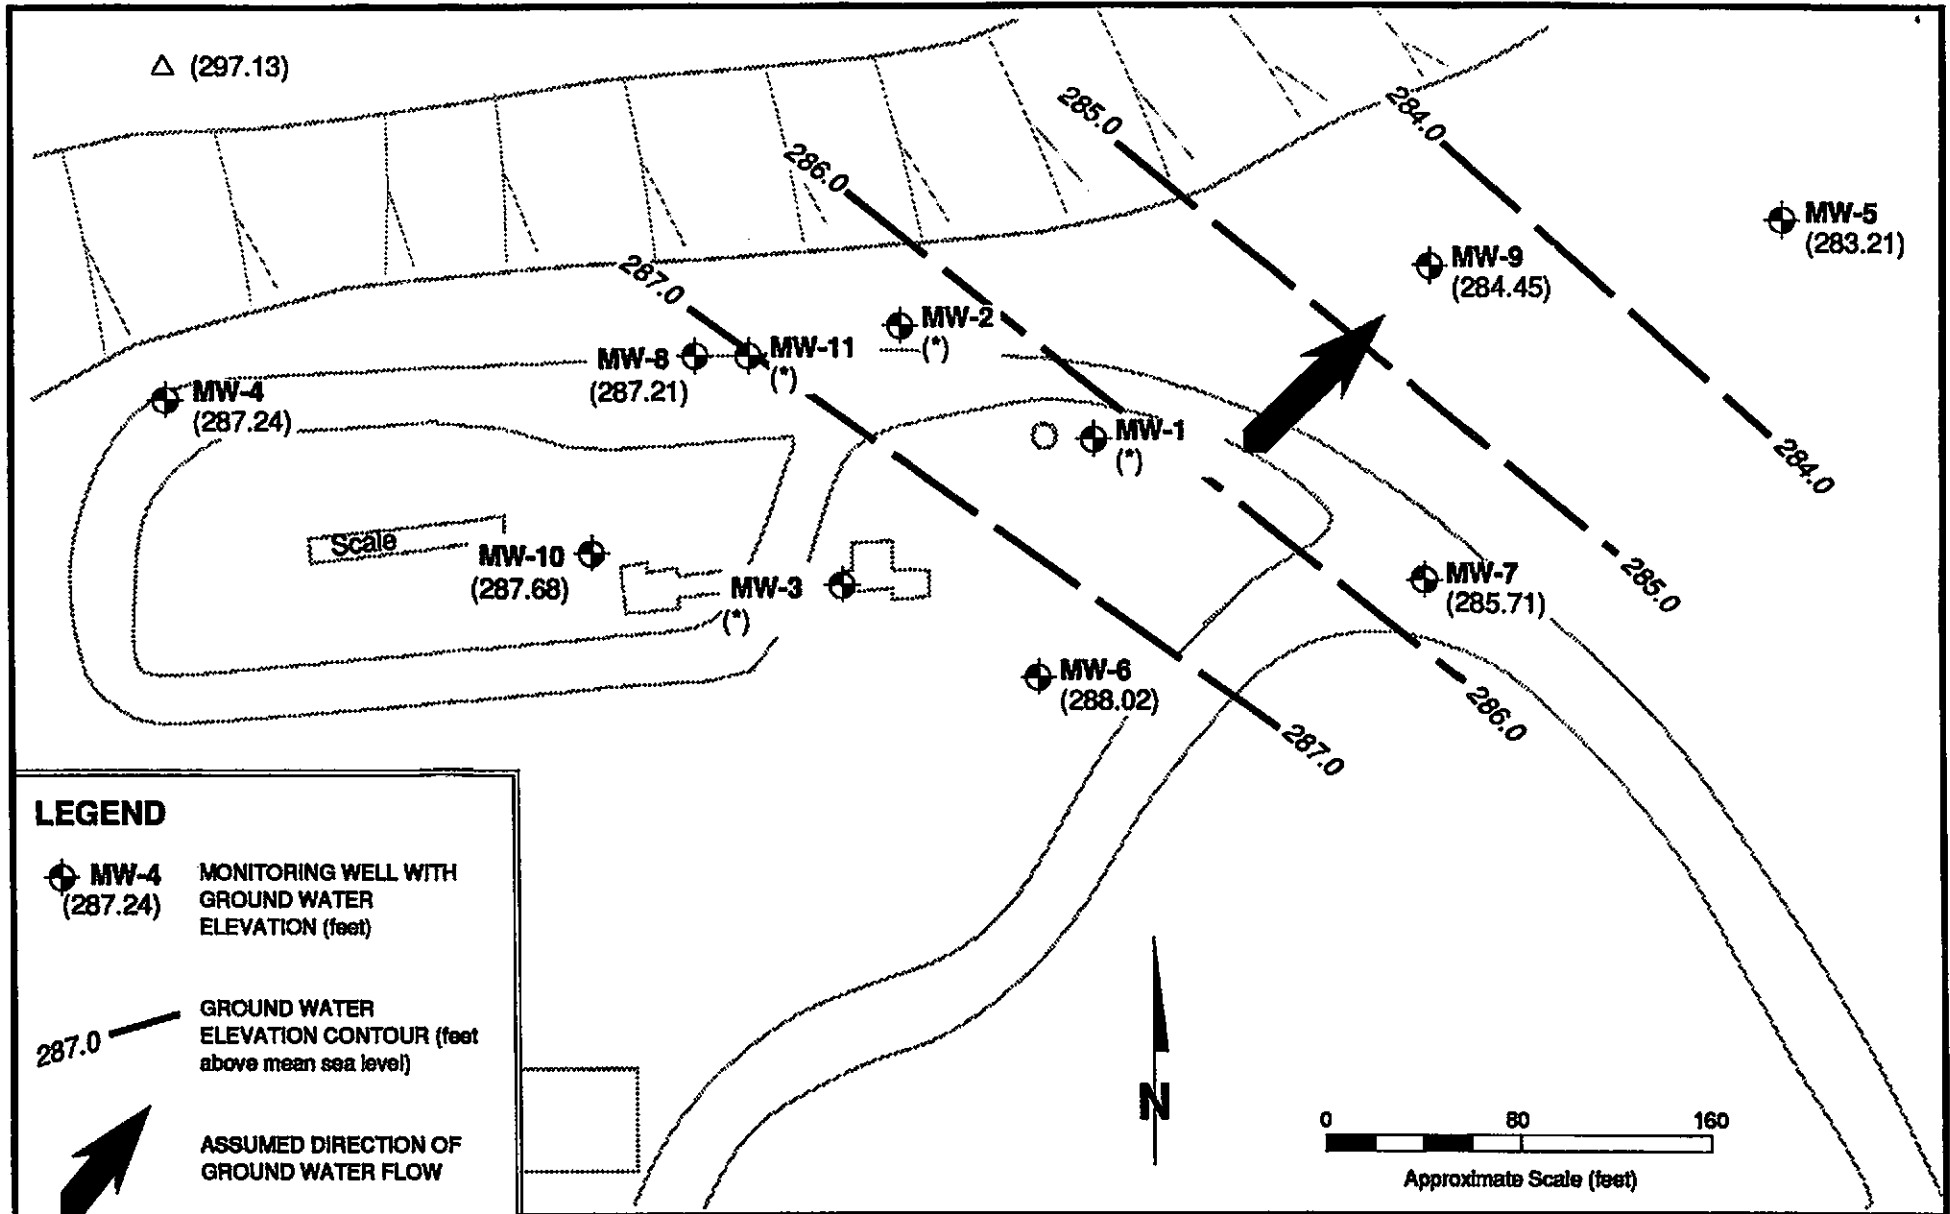 △ (297.13)
285.0
284.0
286.0
MW-5
(283.21)
MW-9
(284.45)
287.0
MW-2
(*)
MW-8
(287.21)
MW-11
(*)
MW-4
(287.24)
MW-1
(*)
284.0
Scale
MW-10
(287.68)
MW-3
(*)
MW-7
(285.71)
285.0
MW-6
(288.02)
286.0
287.0
LEGEND
MW-4
(287.24)
MONITORING WELL WITH
GROUND WATER
ELEVATION (feet)
287.0
GROUND WATER
ELEVATION CONTOUR (feet
above mean sea level)
ASSUMED DIRECTION OF
GROUND WATER FLOW
N
0 80 160
Approximate Scale (feet)